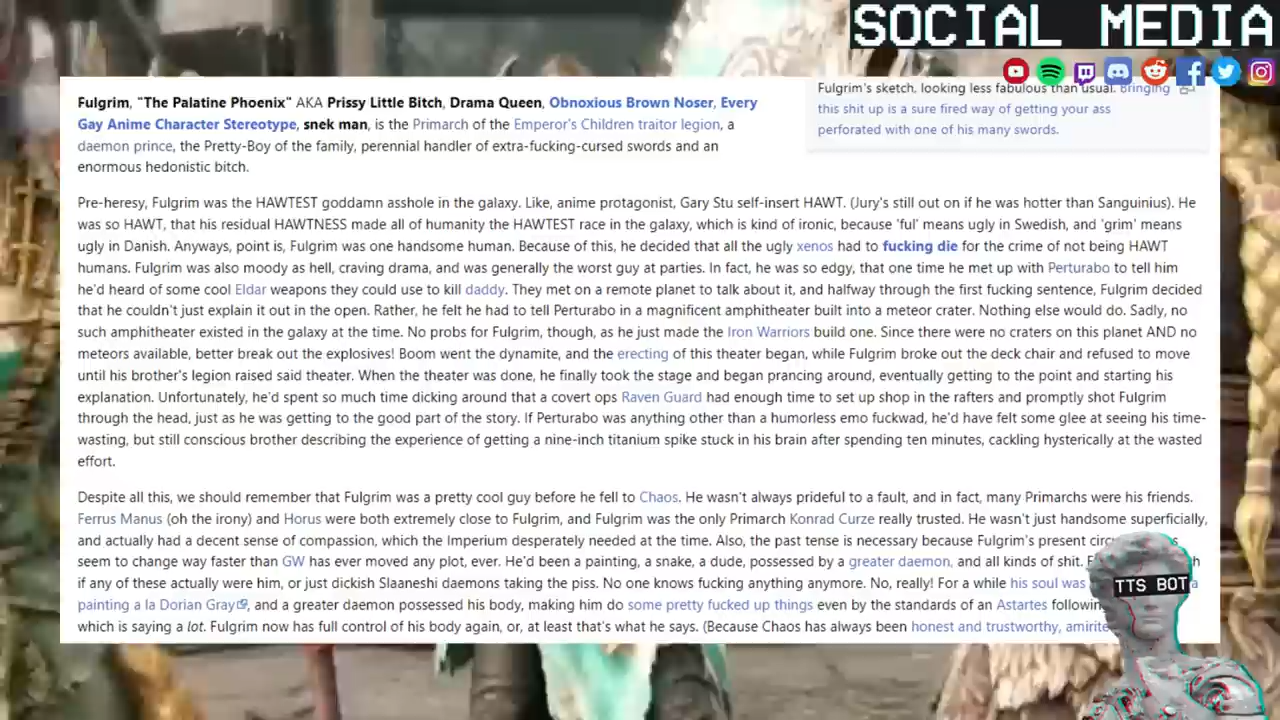 SOCIAL MEDIA
Fulgrim's sketch, looking less fabulous than usual. Bringing
this shit up is a sure fired way of getting your ass
perforated with one of his many swords.
Fulgrim, "The Palatine Phoenix" AKA Prissy Little Bitch, Drama Queen, Obnoxious Brown Noser, Every
Gay Anime Character Stereotype, snek man, is the Primarch of the Emperor's Children traitor legion, a
daemon prince, the Pretty-Boy of the family, perennial handler of extra-fucking-cursed swords and an
enormous hedonistic bitch.
Pre-heresy, Fulgrim was the HAWTEST goddamn asshole in the galaxy. Like, anime protagonist, Gary Stu self-insert HAWT. (Jury's still out on if he was hotter than Sanguinius). He
was so HAWT, that his residual HAWTNESS made all of humanity the HAWTEST race in the galaxy, which is kind of ironic, because 'ful' means ugly in Swedish, and 'grim' means
ugly in Danish. Anyways, point is, Fulgrim was one handsome human. Because of this, he decided that all the ugly xenos had to fucking die for the crime of not being HAWT
humans. Fulgrim was also moody as hell, craving drama, and was generally the worst guy at parties. In fact, he was so edgy, that one time he met up with Perturabo to tell him
he'd heard of some cool Eldar weapons they could use to kill daddy. They met on a remote planet to talk about it, and halfway through the first fucking sentence, Fulgrim decided
that he couldn't just explain it out in the open. Rather, he felt he had to tell Perturabo in a magnificent amphitheater built into a meteor crater. Nothing else would do. Sadly, no
such amphitheater existed in the galaxy at the time. No probs for Fulgrim, though, as he just made the Iron Warriors build one. Since there were no craters on this planet AND no
meteors available, better break out the explosives! Boom went the dynamite, and the erecting of this theater began, while Fulgrim broke out the deck chair and refused to move
until his brother's legion raised said theater. When the theater was done, he finally took the stage and began prancing around, eventually getting to the point and starting his
explanation. Unfortunately, he'd spent so much time dicking around that a covert ops Raven Guard had enough time to set up shop in the rafters and promptly shot Fulgrim
through the head, just as he was getting to the good part of the story. If Perturabo was anything other than a humorless emo fuckwad, he'd have felt some glee at seeing his time-
wasting, but still conscious brother describing the experience of getting a nine-inch titanium spike stuck in his brain after spending ten minutes, cackling hysterically at the wasted
effort.
Despite all this, we should remember that Fulgrim was a pretty cool guy before he fell to Chaos. He wasn't always prideful to a fault, and in fact, many Primarchs were his friends.
Ferrus Manus (oh the irony) and Horus were both extremely close to Fulgrim, and Fulgrim was the only Primarch Konrad Curze really trusted. He wasn't just handsome superficially,
and actually had a decent sense of compassion, which the Imperium desperately needed at the time. Also, the past tense is necessary because Fulgrim's present
seem to change way faster than GW has ever moved any plot, ever. He'd been a painting, a snake, a dude, possessed by a greater daemon, and all kinds of shit.
if any of these actually were him, or just dickish Slaaneshi daemons taking the piss. No one knows fucking anything anymore. No, really! For a while his soul was
painting a la Dorian Gray, and a greater daemon possessed his body, making him do some pretty fucked up things even by the standards of an Astartes
which is saying a lot. Fulgrim now has full control of his body again, or, at least that's what he says. (Because Chaos has always been honest and trustworthy,
TTS BOT